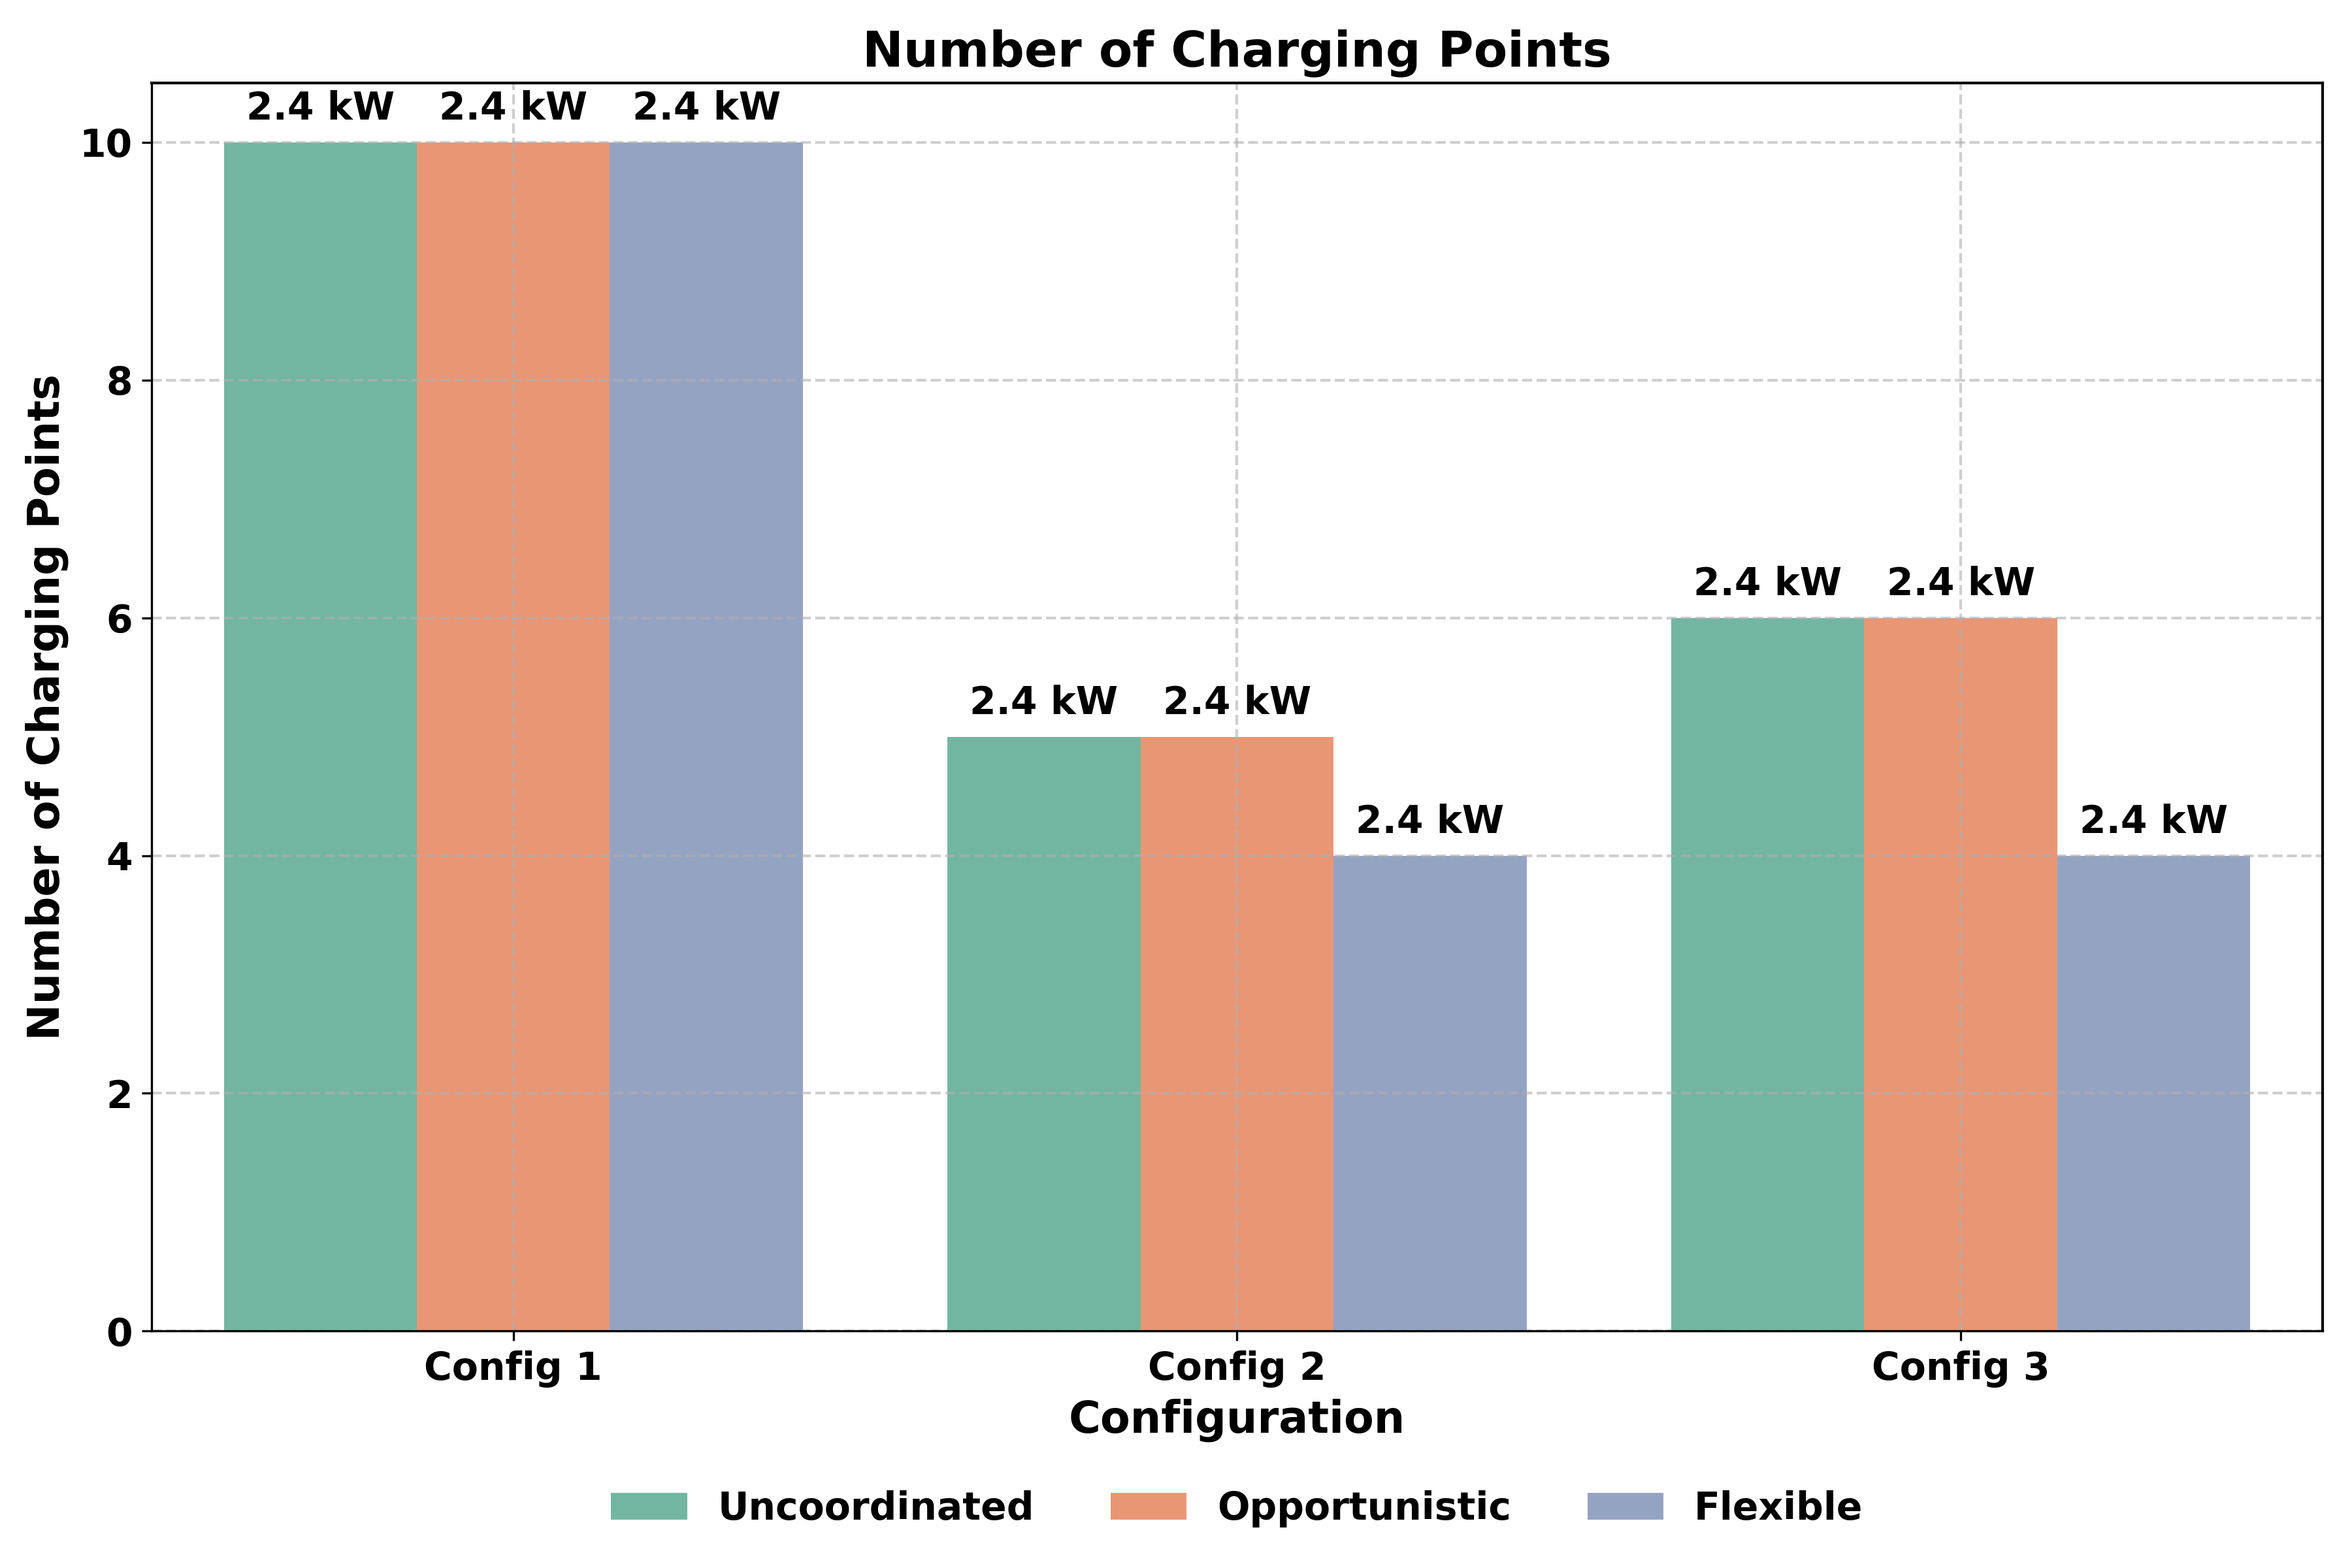 Number of Charging Points
2.4 kW 2.4 kW 2.4 kW
10
8
2.4 kW 2.4 kW
6
2.4 kW 2.4 kW
2.4 kW 2.4 kW
4
2
0
Number of Charging Points
Config 1 Config 2 Config 3
Configuration
Uncoordinated Opportunistic Flexible